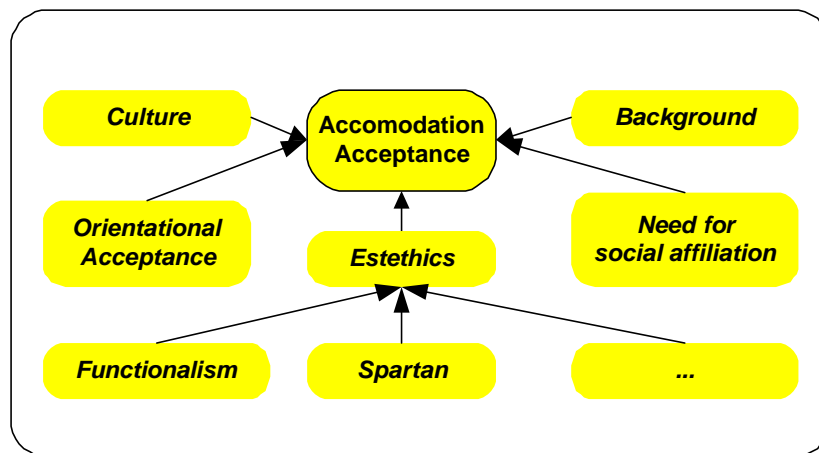 Culture
Accomodation
Acceptance
Background
Orientational
Acceptance
Estethics
Need for
social affiliation
Functionalism
Spartan
...